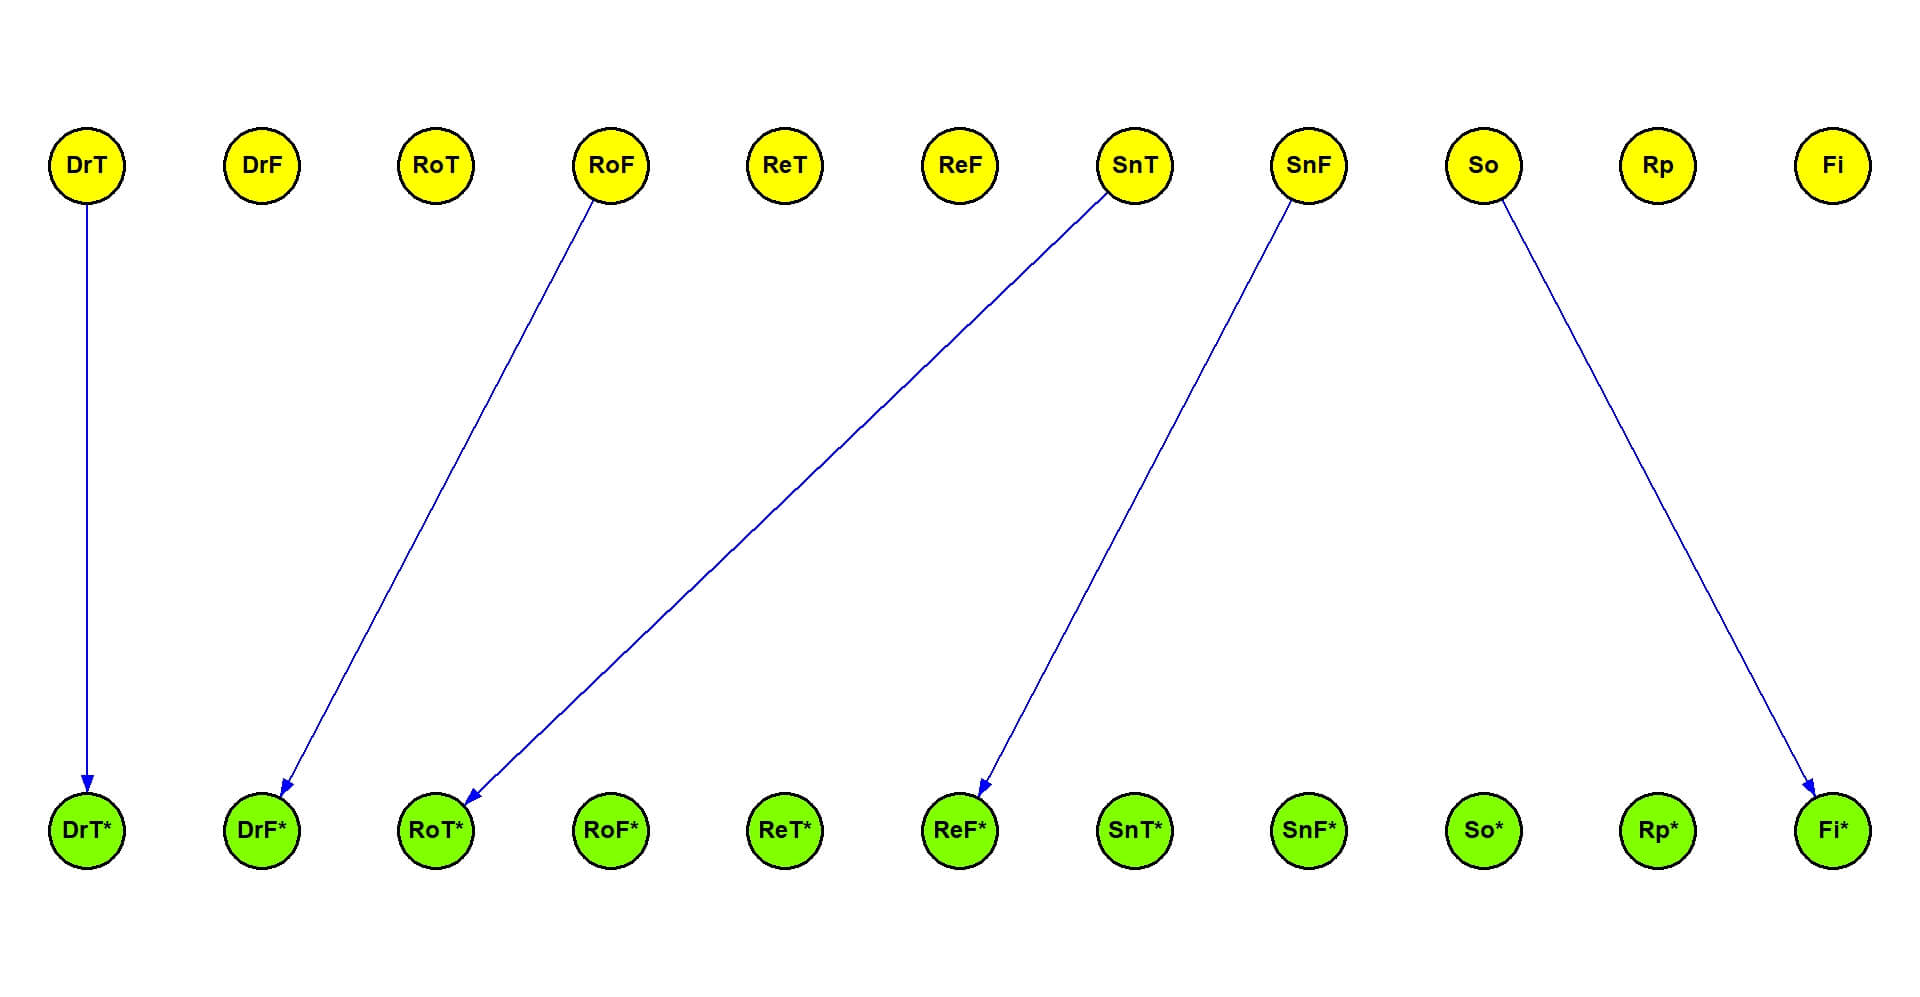 DrT DrF RoT RoF ReT ReF SnT SnF So Rp Fi
DrT* DrF* RoT* RoF* ReT* ReF* SnT* SnF* So* Rp* Fi*